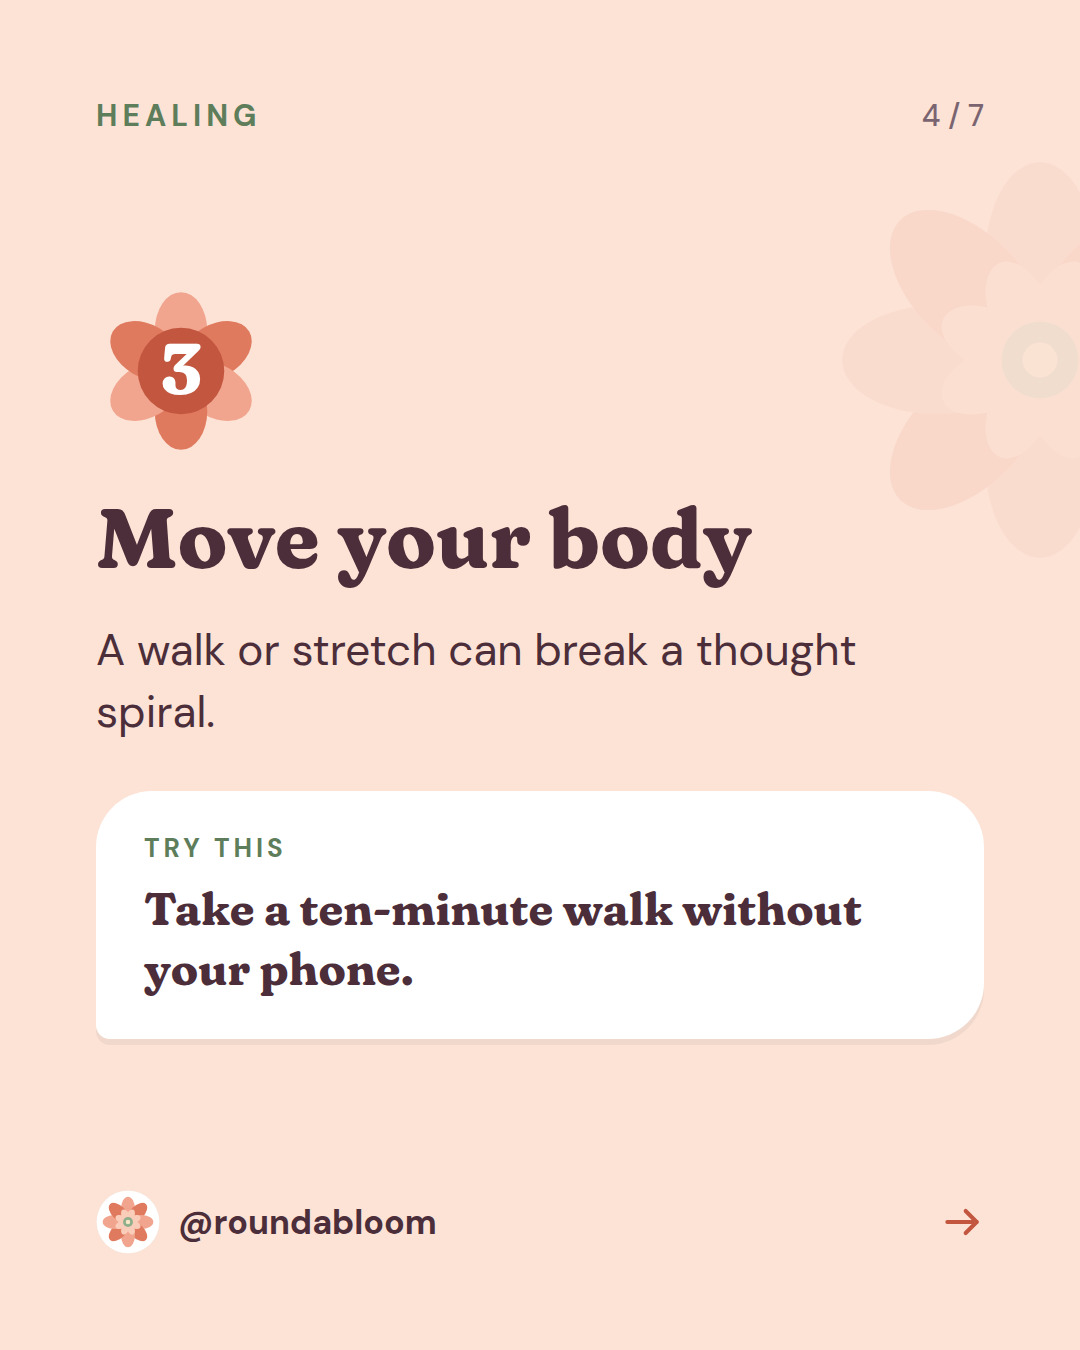 HEALING
4 / 7
3
Move your body
A walk or stretch can break a thought
spiral.
TRY THIS
Take a ten-minute walk without
your phone.
@roundabloom